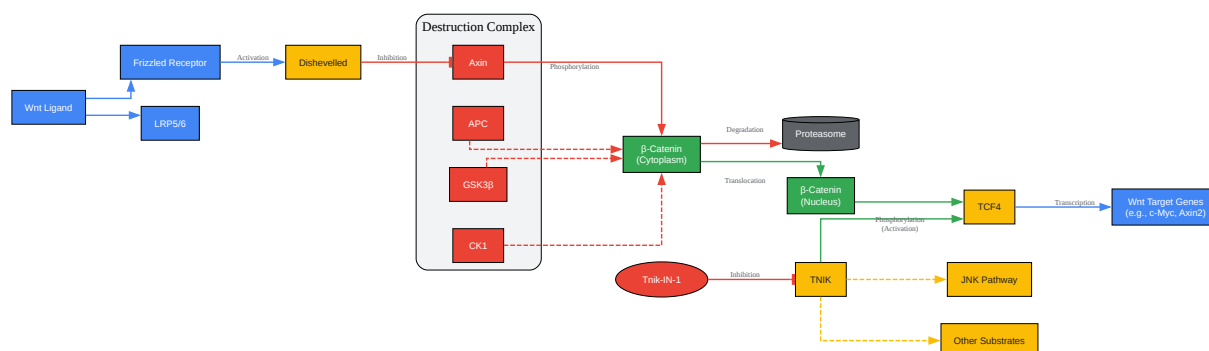 Destruction Complex
Wnt Ligand
Frizzled Receptor
LRP5/6
Activation
Dishevelled
Inhibition
Axin
APC
GSK3β
CK1
Phosphorylation
β-Catenin
(Cytoplasm)
Degradation
Proteasome
Translocation
β-Catenin
(Nucleus)
Phosphorylation
(Activation)
TCF4
Transcription
Wnt Target Genes
(e.g., c-Myc, Axin2)
Tnik-IN-1
Inhibition
TNIK
JNK Pathway
Other Substrates